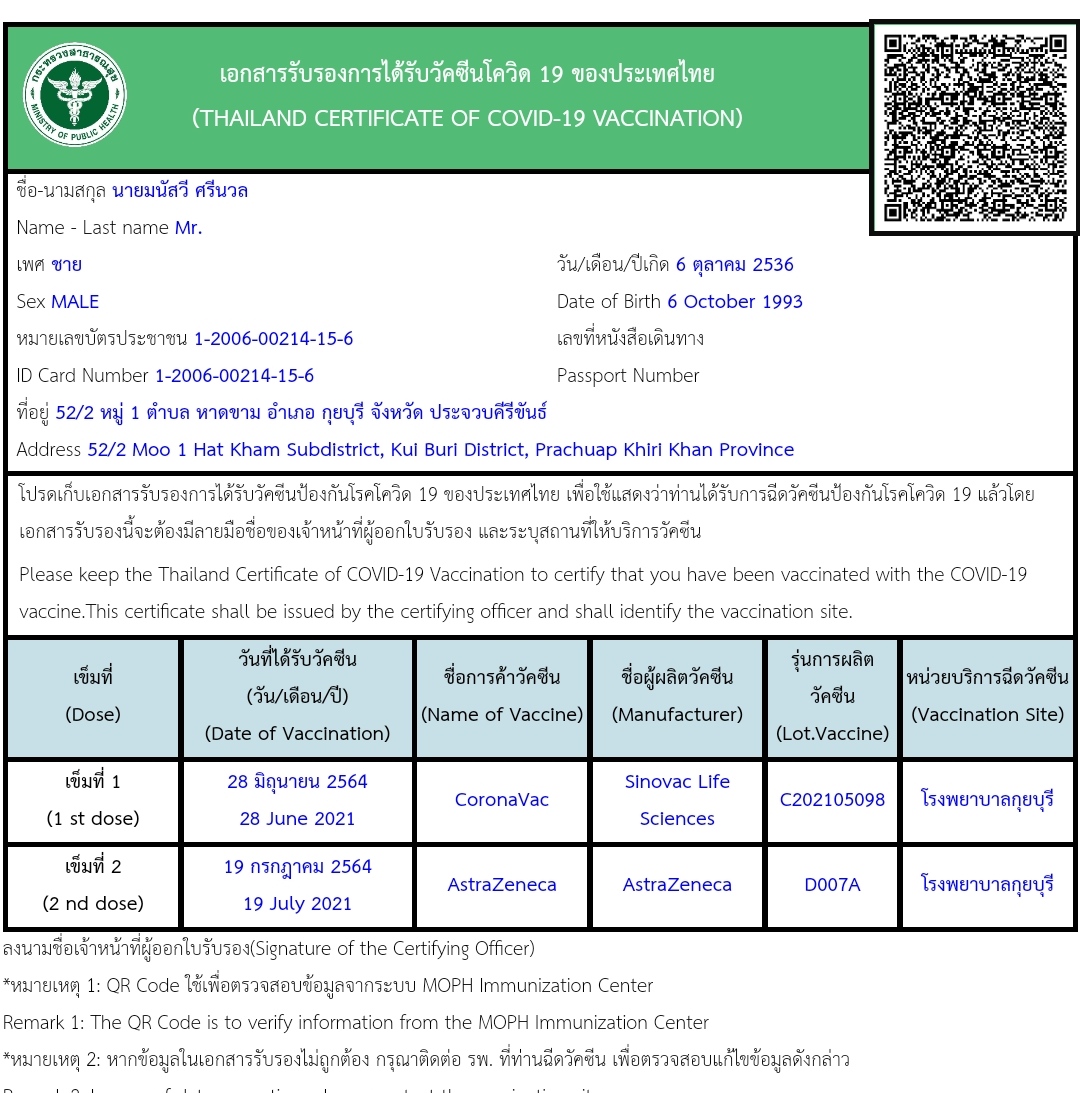 กระทรวงสาธารณสุข
MINISTRY OF PUBLIC HEALTH
เอกสารรับรองการได้รับวัคซีนโควิด 19 ของประเทศไทย
(THAILAND CERTIFICATE OF COVID-19 VACCINATION)
ชื่อ-นามสกุล นายมนัสวี ศรีนวล
Name - Last name Mr.
เพศ ชาย วัน/เดือน/ปีเกิด 6 ตุลาคม 2536
Sex MALE Date of Birth 6 October 1993
หมายเลขบัตรประชาชน 1-2006-00214-15-6 เลขที่หนังสือเดินทาง
ID Card Number 1-2006-00214-15-6 Passport Number
ที่อยู่ 52/2 หมู่ 1 ตำบล หาดขาม อำเภอ กุยบุรี จังหวัด ประจวบคีรีขันธ์
Address 52/2 Moo 1 Hat Kham Subdistrict, Kui Buri District, Prachuap Khiri Khan Province
โปรดเก็บเอกสารรับรองการได้รับวัคซีนป้องกันโรคโควิด 19 ของประเทศไทย เพื่อใช้แสดงว่าท่านได้รับการฉีดวัคซีนป้องกันโรคโควิด 19 แล้วโดย
เอกสารรับรองนี้จะต้องมีลายมือชื่อของเจ้าหน้าที่ผู้ออกใบรับรอง และระบุสถานที่ให้บริการวัคซีน
Please keep the Thailand Certificate of COVID-19 Vaccination to certify that you have been vaccinated with the COVID-19
vaccine.This certificate shall be issued by the certifying officer and shall identify the vaccination site.
เข็มที่
(Dose)
วันที่ได้รับวัคซีน
(วัน/เดือน/ปี)
(Date of Vaccination)
ชื่อการค้าวัคซีน
(Name of Vaccine)
ชื่อผู้ผลิตวัคซีน
(Manufacturer)
รุ่นการผลิต
วัคซีน
(Lot.Vaccine)
หน่วยบริการฉีดวัคซีน
(Vaccination Site)
เข็มที่ 1
(1 st dose)
28 มิถุนายน 2564
28 June 2021
CoronaVac
Sinovac Life
Sciences
C202105098
โรงพยาบาลกุยบุรี
เข็มที่ 2
(2 nd dose)
19 กรกฎาคม 2564
19 July 2021
AstraZeneca
AstraZeneca
D007A
โรงพยาบาลกุยบุรี
ลงนามชื่อเจ้าหน้าที่ผู้ออกใบรับรอง(Signature of the Certifying Officer)
*หมายเหตุ 1: QR Code ใช้เพื่อตรวจสอบข้อมูลจากระบบ MOPH Immunization Center
Remark 1: The QR Code is to verify information from the MOPH Immunization Center
*หมายเหตุ 2: หากข้อมูลในเอกสารรับรองไม่ถูกต้อง กรุณาติดต่อ รพ. ที่ท่านฉีดวัคซีน เพื่อตรวจสอบแก้ไขข้อมูลดังกล่าว